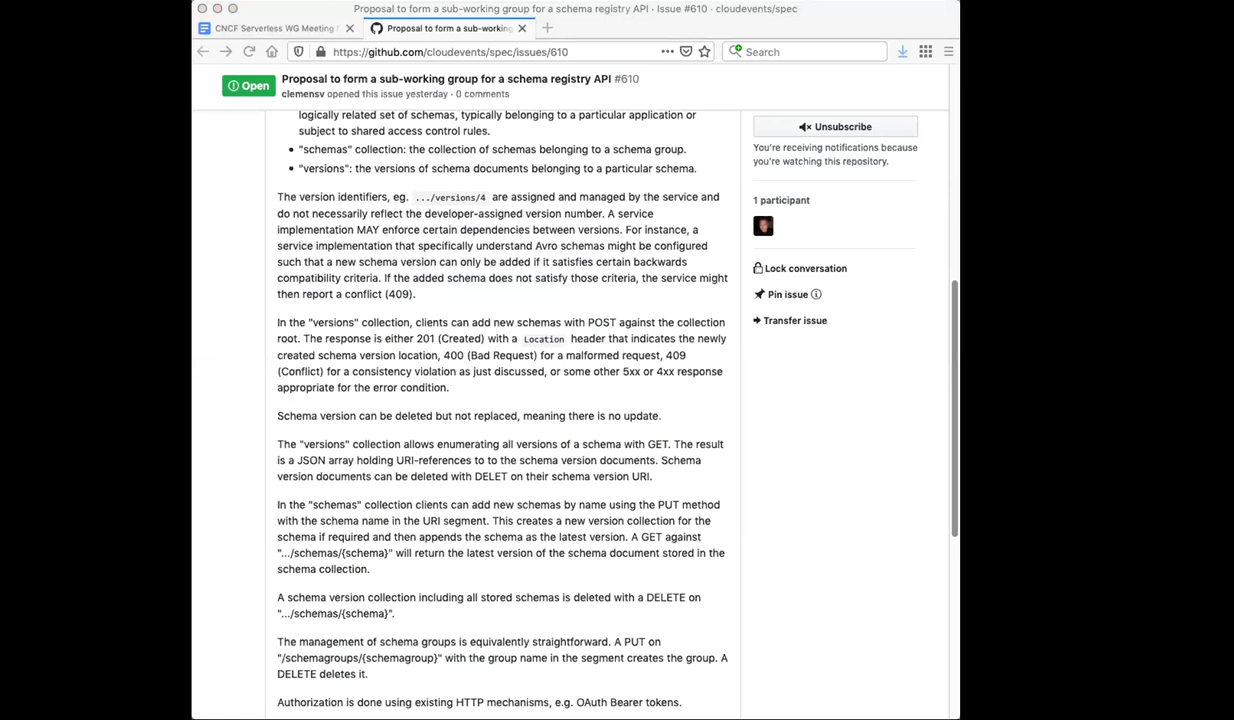 Proposal to form a sub-working group for a schema registry API · Issue #610 · cloudevents/spec
CNCF Serverless WG Meeting
Proposal to form a sub-working
https://github.com/cloudevents/spec/issues/610
Search
Open
Proposal to form a sub-working group for a schema registry API #610
clemensv opened this issue yesterday · 0 comments
logically related set of schemas, typically belonging to a particular application or
subject to shared access control rules.
• "schemas" collection: the collection of schemas belonging to a schema group.
• "versions": the versions of schema documents belonging to a particular schema.
The version identifiers, eg. .../versions/4 are assigned and managed by the service and
do not necessarily reflect the developer-assigned version number. A service
implementation MAY enforce certain dependencies between versions. For instance, a
service implementation that specifically understand Avro schemas might be configured
such that a new schema version can only be added if it satisfies certain backwards
compatibility criteria. If the added schema does not satisfy those criteria, the service might
then report a conflict (409).
In the "versions" collection, clients can add new schemas with POST against the collection
root. The response is either 201 (Created) with a Location header that indicates the newly
created schema version location, 400 (Bad Request) for a malformed request, 409
(Conflict) for a consistency violation as just discussed, or some other 5xx or 4xx response
appropriate for the error condition.
Schema version can be deleted but not replaced, meaning there is no update.
The "versions" collection allows enumerating all versions of a schema with GET. The result
is a JSON array holding URI-references to to the schema version documents. Schema
version documents can be deleted with DELET on their schema version URI.
In the "schemas" collection clients can add new schemas by name using the PUT method
with the schema name in the URI segment. This creates a new version collection for the
schema if required and then appends the schema as the latest version. A GET against
".../schemas/{schema}" will return the latest version of the schema document stored in the
schema collection.
A schema version collection including all stored schemas is deleted with a DELETE on
".../schemas/{schema}".
The management of schema groups is equivalently straightforward. A PUT on
"/schemagroups/{schemagroup}" with the group name in the segment creates the group. A
DELETE deletes it.
Authorization is done using existing HTTP mechanisms, e.g. OAuth Bearer tokens.
Unsubscribe
You're receiving notifications because
you're watching this repository.
1 participant
Lock conversation
Pin issue
Transfer issue